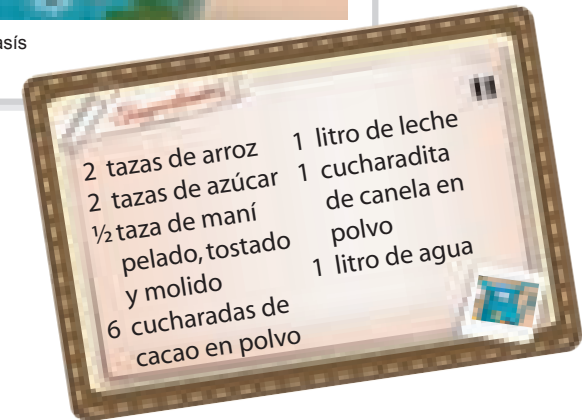 asís
2 tazas de arroz
2 tazas de azúcar
½ taza de maní
pelado, tostado
y molido
6 cucharadas de
cacao en polvo
1 litro de leche
1 cucharadita
de canela en
polvo
1 litro de agua